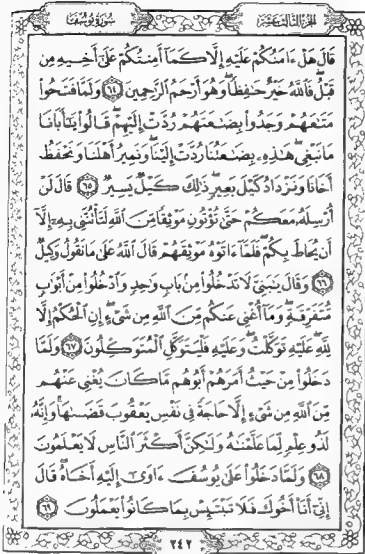 الجزء الثالث عشر
سورة يوسف
قَالَ هَلْ ءَامَنُكُمْ عَلَيْهِ إِلَّا كَمَآ أَمِنتُكُمْ عَلَىٰٓ أَخِيهِ مِن
قَبْلُ فَٱللَّهُ خَيْرٌ حَٰفِظًا وَهُوَ أَرْحَمُ ٱلرَّٰحِمِينَ ٦٤ وَلَمَّا فَتَحُوا۟
مَتَٰعَهُمْ وَجَدُوا۟ بِضَٰعَتَهُمْ رُدَّتْ إِلَيْهِمْ قَالُوا۟ يَٰٓأَبَانَا
مَا نَبْغِى هَٰذِهِۦ بِضَٰعَتُنَا رُدَّتْ إِلَيْنَا وَنَمِيرُ أَهْلَنَا وَنَحْفَظُ
أَخَانَا وَنَزْدَادُ كَيْلَ بَعِيرٍ ذَٰلِكَ كَيْلٌ يَسِيرٌ ٦٥ قَالَ لَنْ
أُرْسِلَهُۥ مَعَكُمْ حَتَّىٰ تُؤْتُونِ مَوْثِقًا مِّنَ ٱللَّهِ لَتَأْتُنَّنِى بِهِۦٓ إِلَّآ
أَن يُحَاطَ بِكُمْ فَلَمَّآ ءَاتَوْهُ مَوْثِقَهُمْ قَالَ ٱللَّهُ عَلَىٰ مَا نَقُولُ وَكِيلٌ
٦٦ وَقَالَ يَٰبَنِىَّ لَا تَدْخُلُوا۟ مِنۢ بَابٍ وَٰحِدٍ وَٱدْخُلُوا۟ مِنْ أَبْوَٰبٍ
مُّتَفَرِّقَةٍ وَمَآ أُغْنِى عَنكُم مِّنَ ٱللَّهِ مِن شَىْءٍ إِنِ ٱلْحُكْمُ إِلَّا
لِلَّهِ عَلَيْهِ تَوَكَّلْتُ وَعَلَيْهِ فَلْيَتَوَكَّلِ ٱلْمُتَوَكِّلُونَ ٦٧ وَلَمَّا
دَخَلُوا۟ مِنْ حَيْثُ أَمَرَهُمْ أَبُوهُم مَّا كَانَ يُغْنِى عَنْهُم
مِّنَ ٱللَّهِ مِن شَىْءٍ إِلَّا حَاجَةً فِى نَفْسِ يَعْقُوبَ قَضَىٰهَا وَإِنَّهُۥ
لَذُو عِلْمٍ لِّمَا عَلَّمْنَٰهُ وَلَٰكِنَّ أَكْثَرَ ٱلنَّاسِ لَا يَعْلَمُونَ
٦٨ وَلَمَّا دَخَلُوا۟ عَلَىٰ يُوسُفَ ءَاوَىٰٓ إِلَيْهِ أَخَاهُ قَالَ
إِنِّىٓ أَنَا۠ أَخُوكَ فَلَا تَبْتَئِسْ بِمَا كَانُوا۟ يَعْمَلُونَ ٦٩
٢٤٢